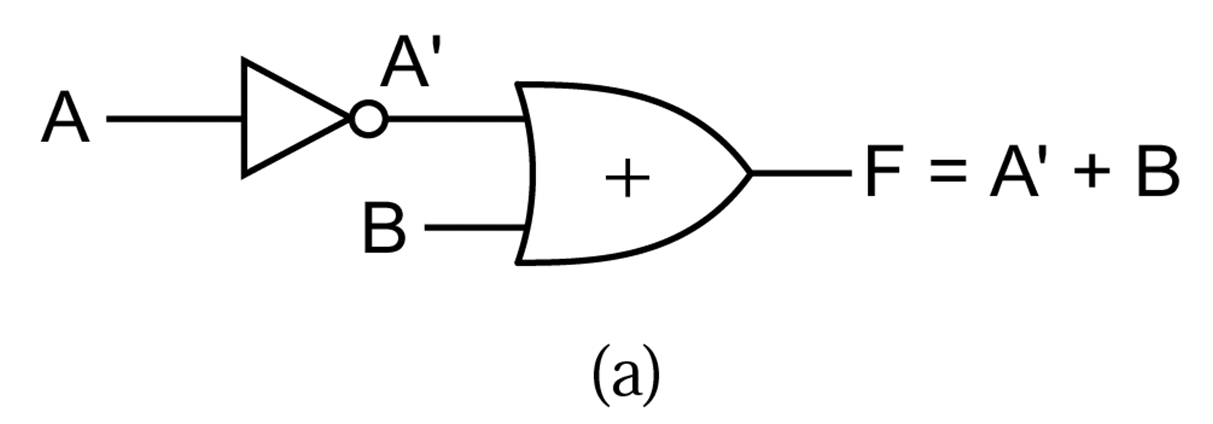 A'
A
+
F = A' + B
B
(a)